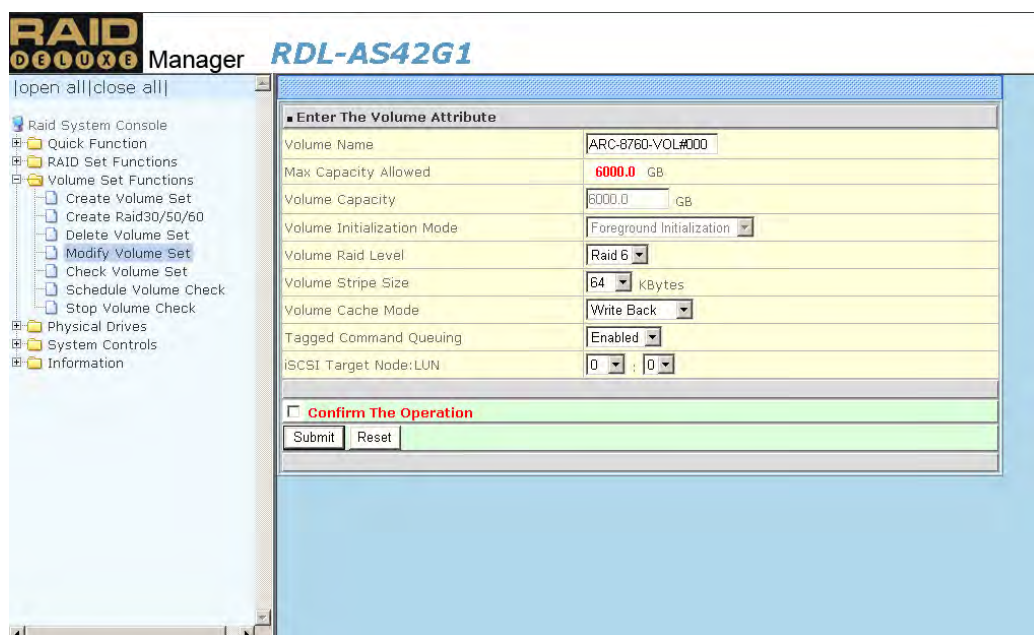 RAID
DELUXE Manager RDL-AS42G1
|open all|close all|
Raid System Console
Quick Function
RAID Set Functions
Volume Set Functions
Create Volume Set
Create Raid30/50/60
Delete Volume Set
Modify Volume Set
Check Volume Set
Schedule Volume Check
Stop Volume Check
Physical Drives
System Controls
Information
Enter The Volume Attribute
Volume Name ARC-8760-VOL#000
Max Capacity Allowed 6000.0 GB
Volume Capacity 6000.0 GB
Volume Initialization Mode Foreground Initialization
Volume Raid Level Raid 6
Volume Stripe Size 64 KBytes
Volume Cache Mode Write Back
Tagged Command Queuing Enabled
iSCSI Target Node:LUN 0 : 0
Confirm The Operation
Submit Reset